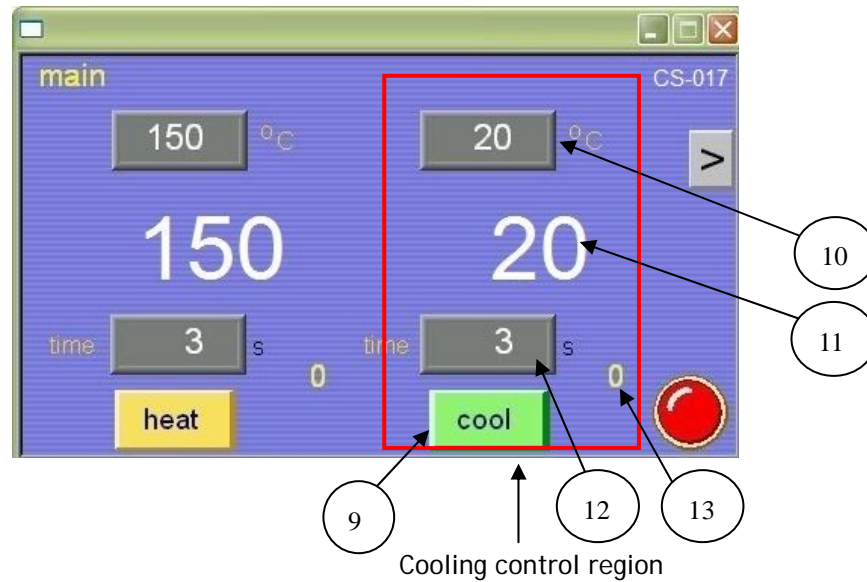 main CS-017
150 °C 20 °C
>
150 20
10
11
time 3 s time 3 s
0 0
heat cool
9 12 13
Cooling control region